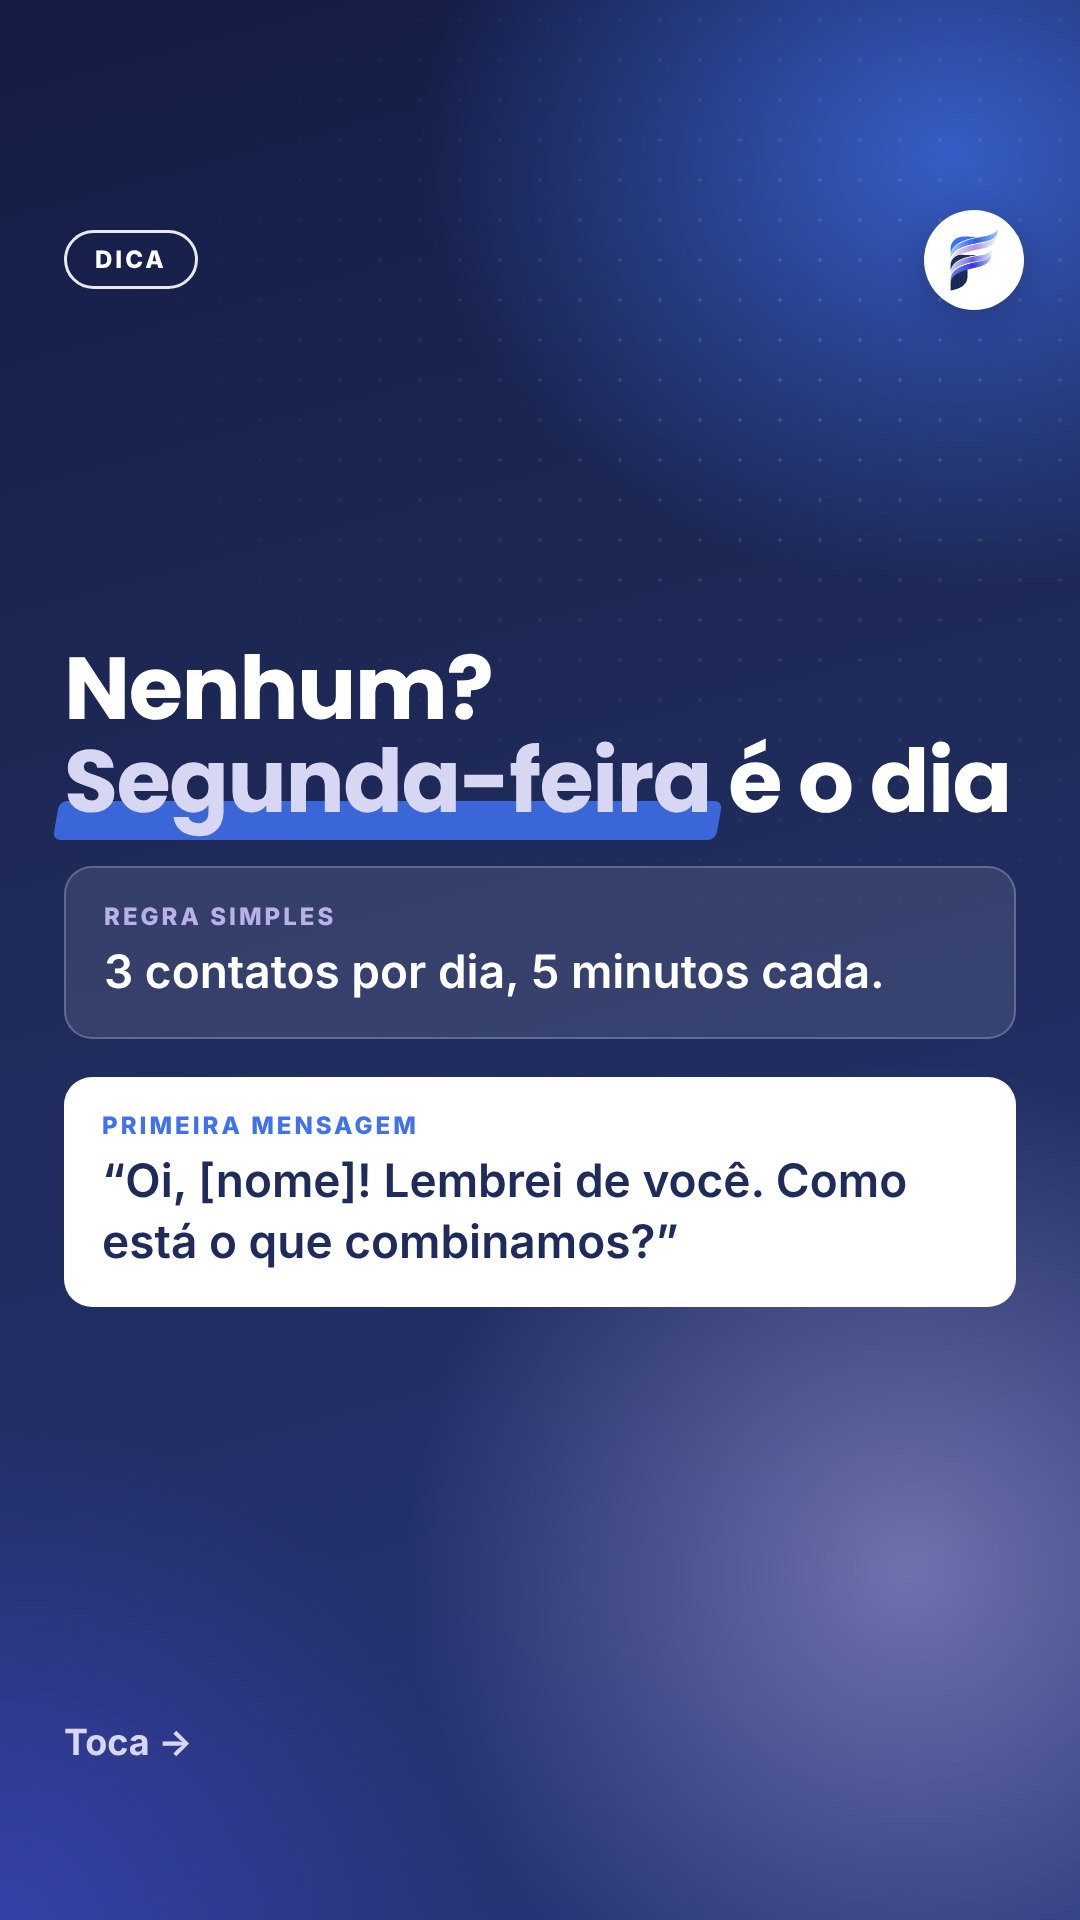 DICA
Nenhum?
Segunda-feira é o dia
REGRA SIMPLES
3 contatos por dia, 5 minutos cada.
PRIMEIRA MENSAGEM
“Oi, [nome]! Lembrei de você. Como
está o que combinamos?”
Toca →